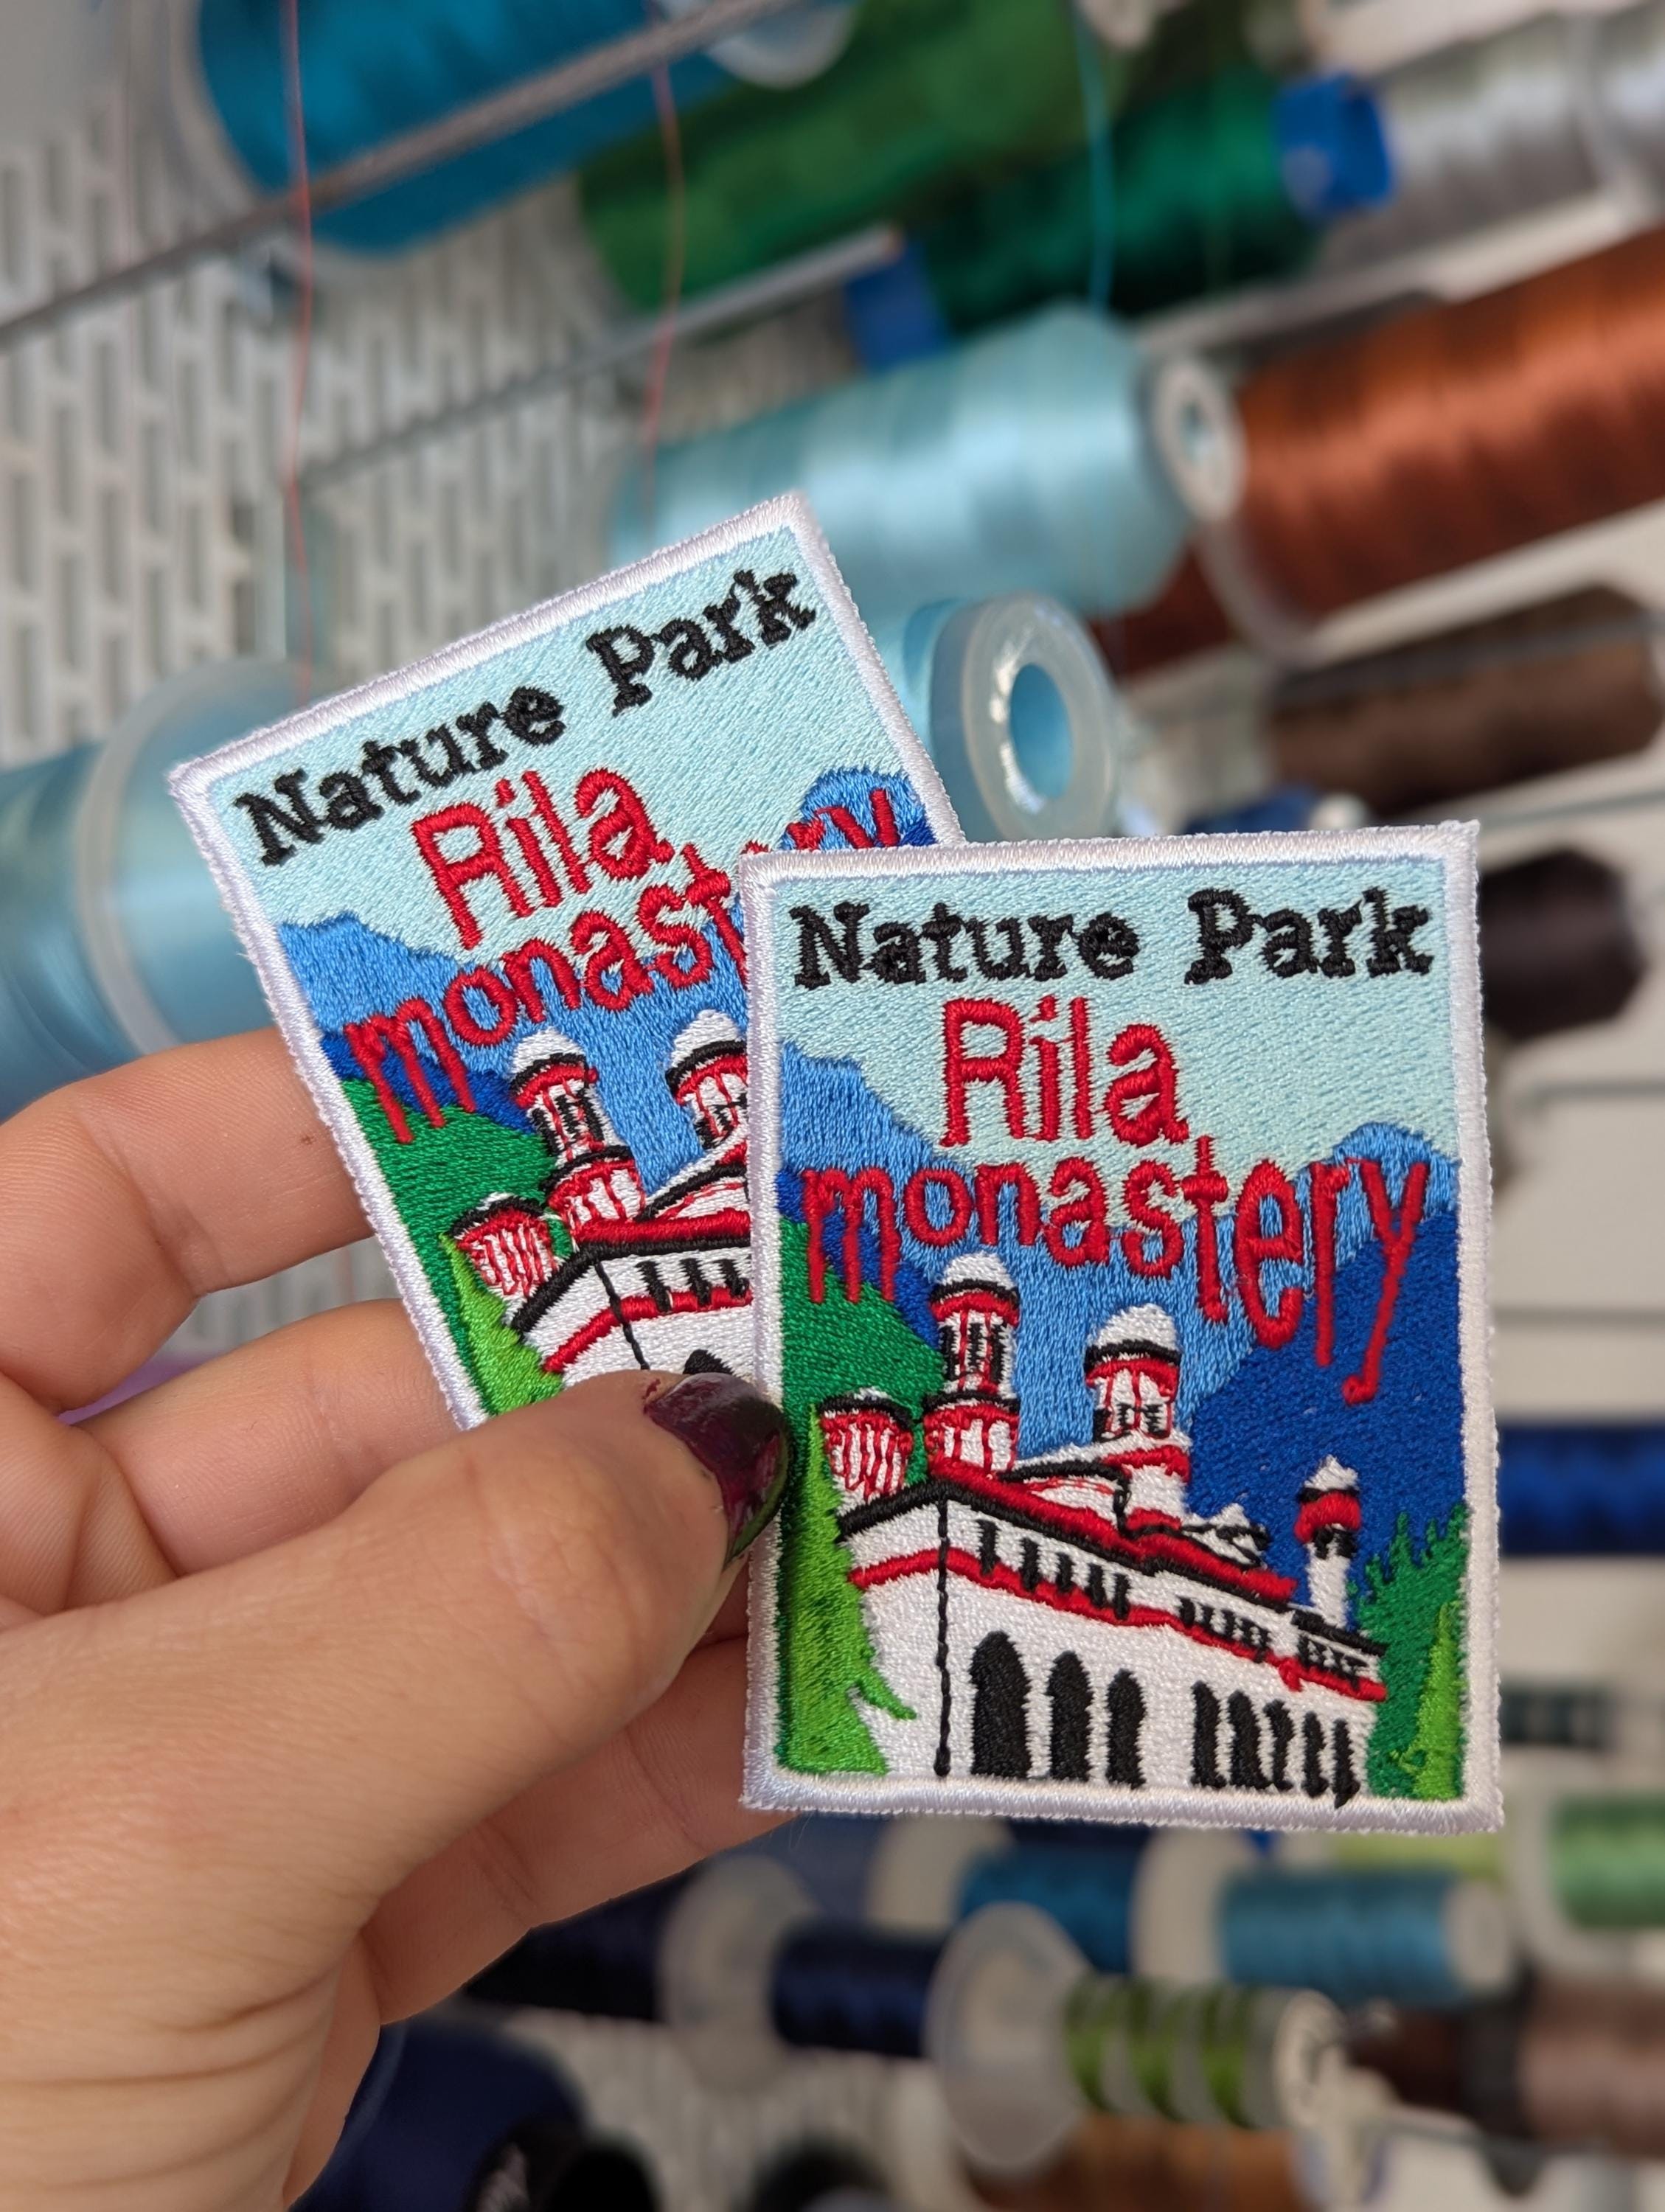 Nature Park
Rila
monastery
Nature Park
Rila
monastery